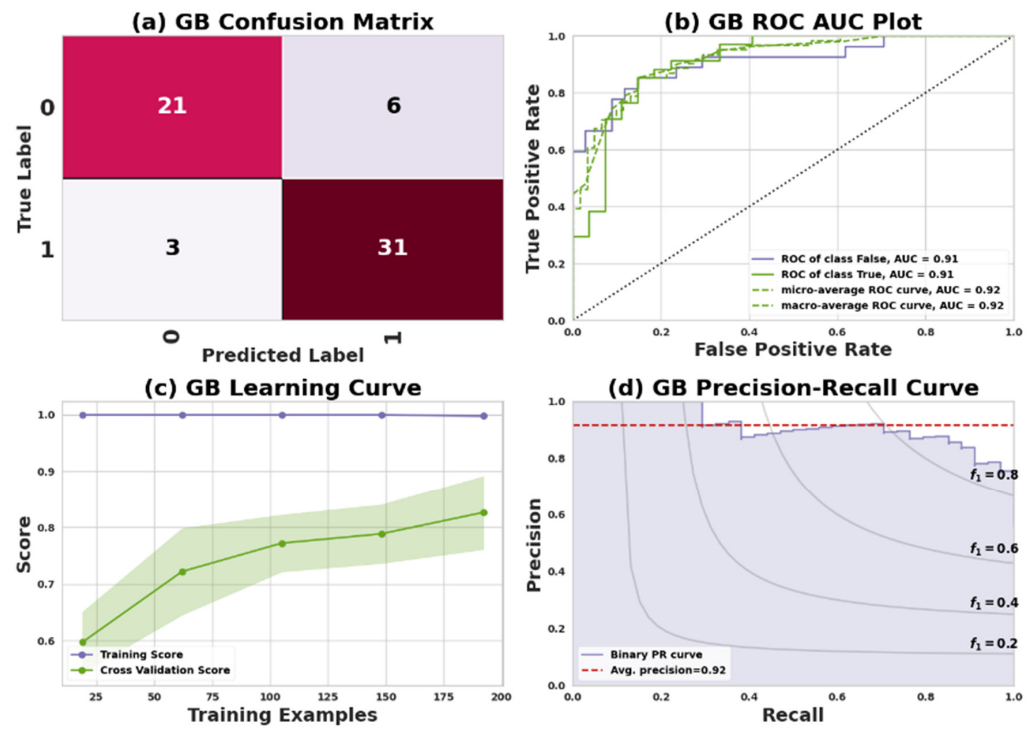 (a) GB Confusion Matrix
True Label
0
1
21
6
3
31
0
1
Predicted Label
(b) GB ROC AUC Plot
True Positive Rate
1.0
0.8
0.6
0.4
0.2
0.0
ROC of class False, AUC = 0.91
ROC of class True, AUC = 0.91
micro-average ROC curve, AUC = 0.92
macro-average ROC curve, AUC = 0.92
0.0 0.2 0.4 0.6 0.8 1.0
False Positive Rate
(c) GB Learning Curve
Score
1.0
0.9
0.8
0.7
0.6
Training Score
Cross Validation Score
25 50 75 100 125 150 175 200
Training Examples
(d) GB Precision-Recall Curve
Precision
1.0
0.8
0.6
0.4
0.2
0.0
f₁=0.8
f₁=0.6
f₁=0.4
f₁=0.2
Binary PR curve
Avg. precision=0.92
0.0 0.2 0.4 0.6 0.8 1.0
Recall